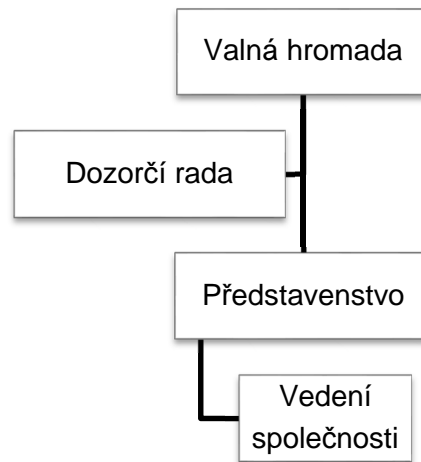 Valná hromada
Dozorčí rada
Představenstvo
Vedení
společnosti